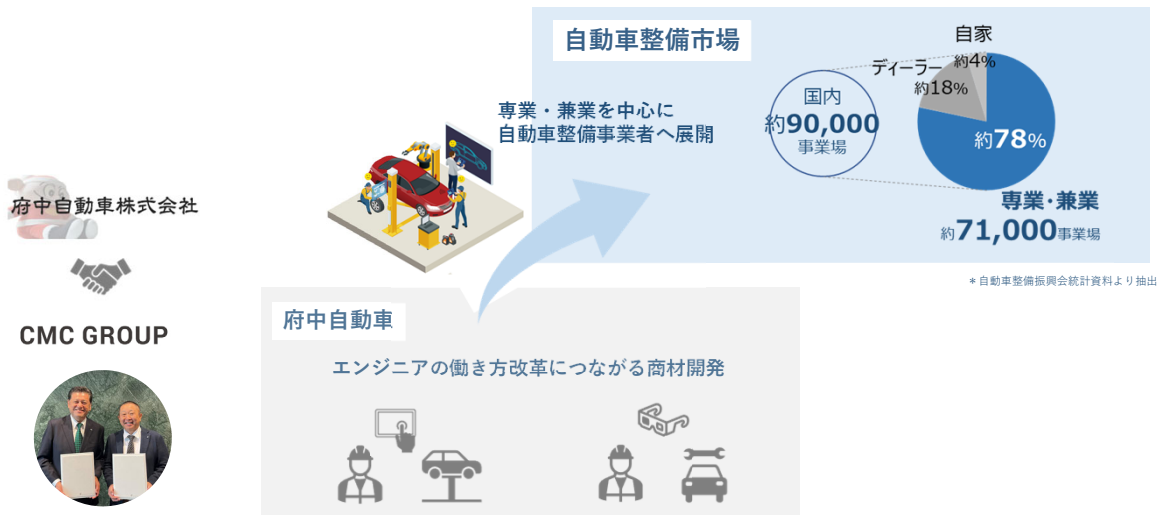 自動車整備市場
自家
約4%
ディーラー
約18%
国内
約90,000
事業場
約78%
専業・兼業
約71,000事業場
専業・兼業を中心に
自動車整備事業者へ展開
＊自動車整備振興会統計資料より抽出
府中自動車株式会社
CMC GROUP
府中自動車
エンジニアの働き方改革につながる商材開発